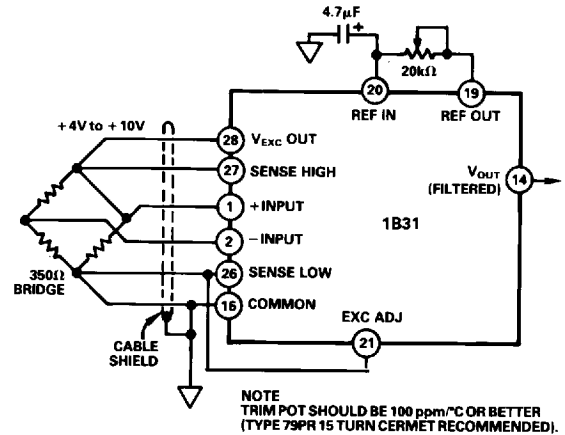 4.7µF
+
20kΩ
20
19
REF IN
REF OUT
+4V to +10V
28
VEXC OUT
27
SENSE HIGH
1
+INPUT
2
−INPUT
26
SENSE LOW
16
COMMON
VOUT
(FILTERED)
14
1B31
350Ω
BRIDGE
EXC ADJ
21
CABLE
SHIELD
NOTE
TRIM POT SHOULD BE 100 ppm/°C OR BETTER
(TYPE 79PR 15 TURN CERMET RECOMMENDED).